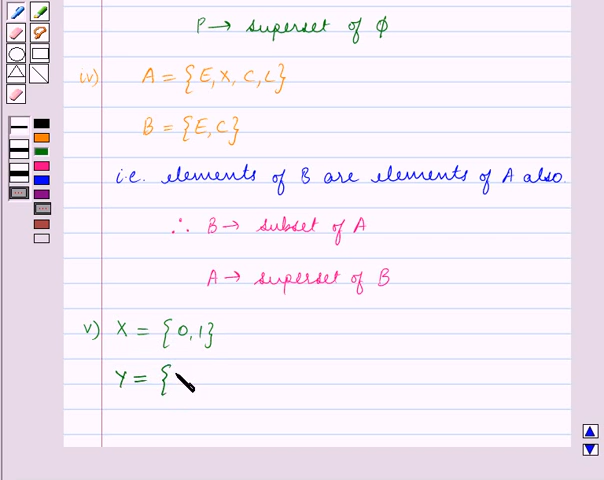 P → superset of ϕ
iv) A = {E, X, C, L}
B = {E, C}
i.e. elements of B are elements of A also.
∴ B → subset of A
A → superset of B
v) X = {0, 1}
Y = {